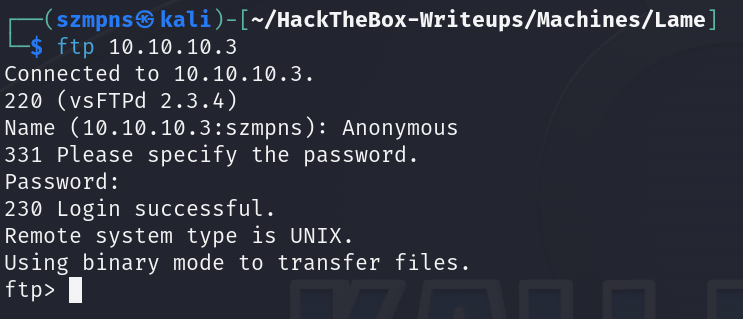 ┌──(szmpns㉿kali)-[~/HackTheBox-Writeups/Machines/Lame]
└─$ ftp 10.10.10.3
Connected to 10.10.10.3.
220 (vsFTPd 2.3.4)
Name (10.10.10.3:szmpns): Anonymous
331 Please specify the password.
Password:
230 Login successful.
Remote system type is UNIX.
Using binary mode to transfer files.
ftp>